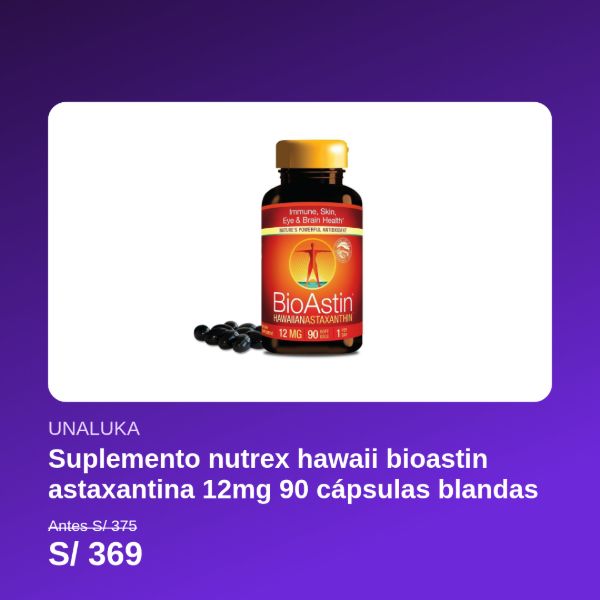 Immune, Skin,
Eye & Brain Health*
NATURE'S POWERFUL ANTIOXIDANT
BioAstin®
HAWAIIAN ASTAXANTHIN
12 MG 90 1
UNALUKA
Suplemento nutrex hawaii bioastin
astaxantina 12mg 90 cápsulas blandas
Antes S/ 375
S/ 369